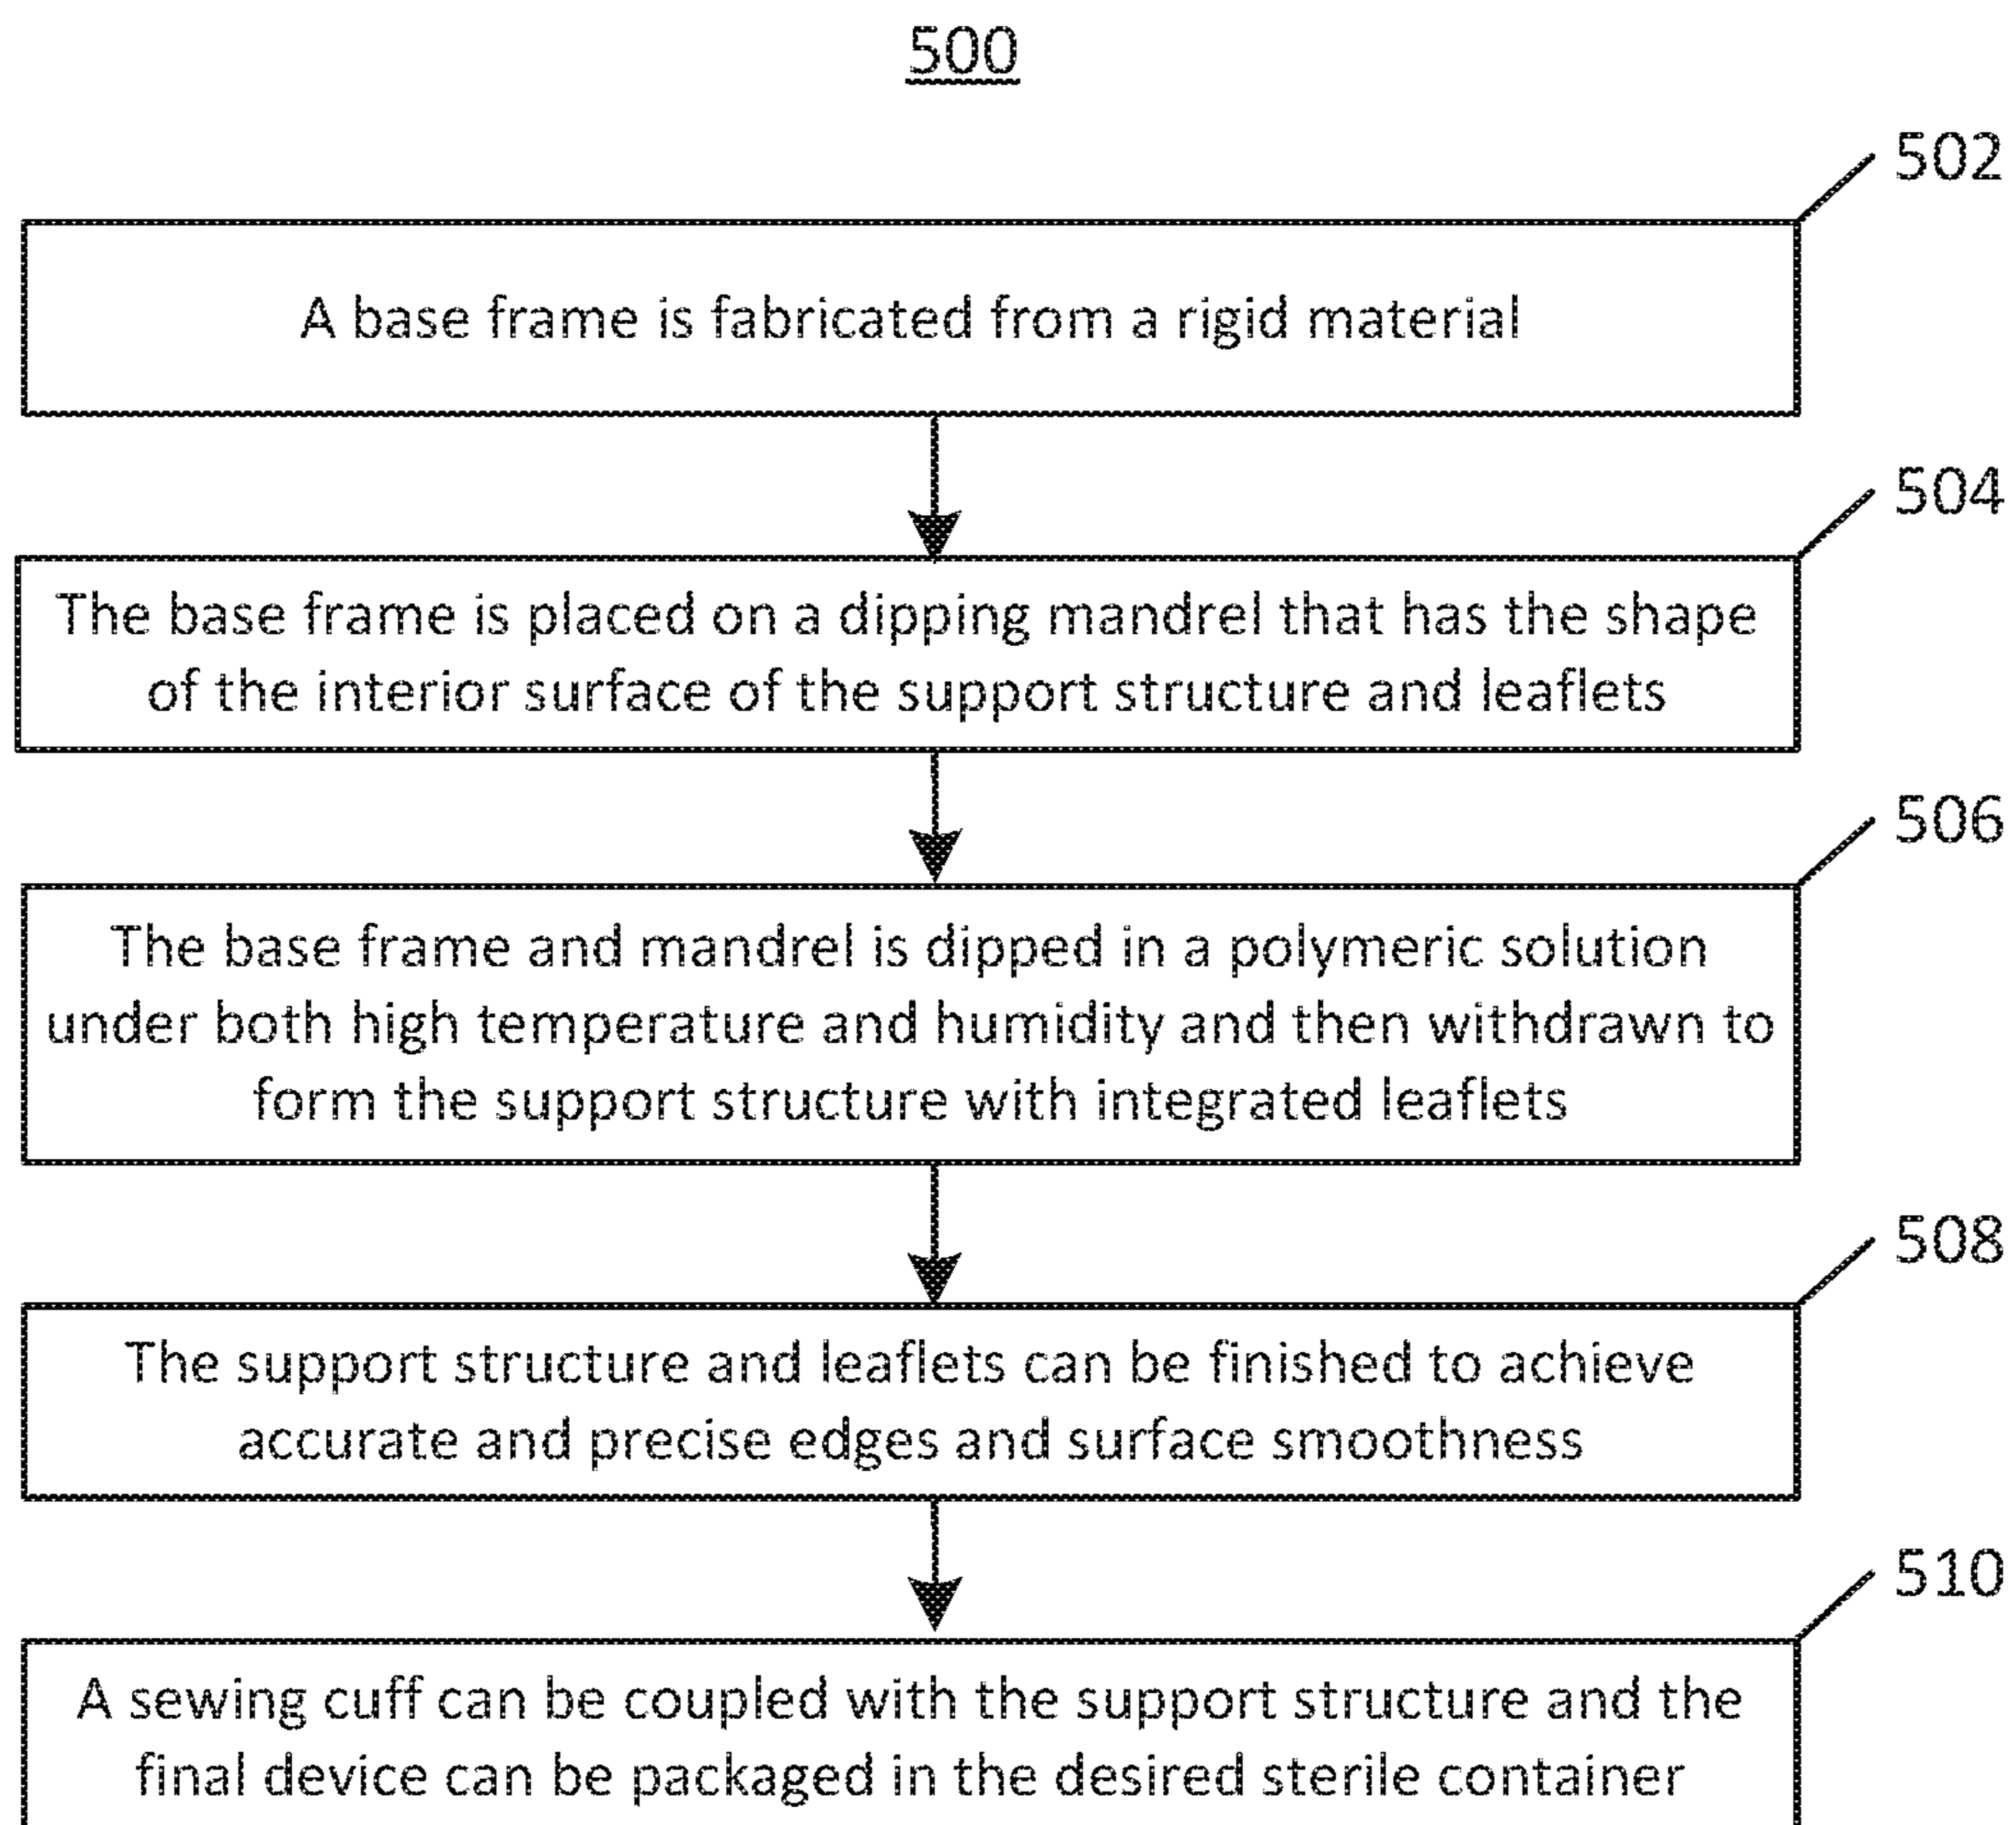 500
502
A base frame is fabricated from a rigid material
504
The base frame is placed on a dipping mandrel that has the shape
of the interior surface of the support structure and leaflets
506
The base frame and mandrel is dipped in a polymeric solution
under both high temperature and humidity and then withdrawn to
form the support structure with integrated leaflets
508
The support structure and leaflets can be finished to achieve
accurate and precise edges and surface smoothness
510
A sewing cuff can be coupled with the support structure and the
final device can be packaged in the desired sterile container